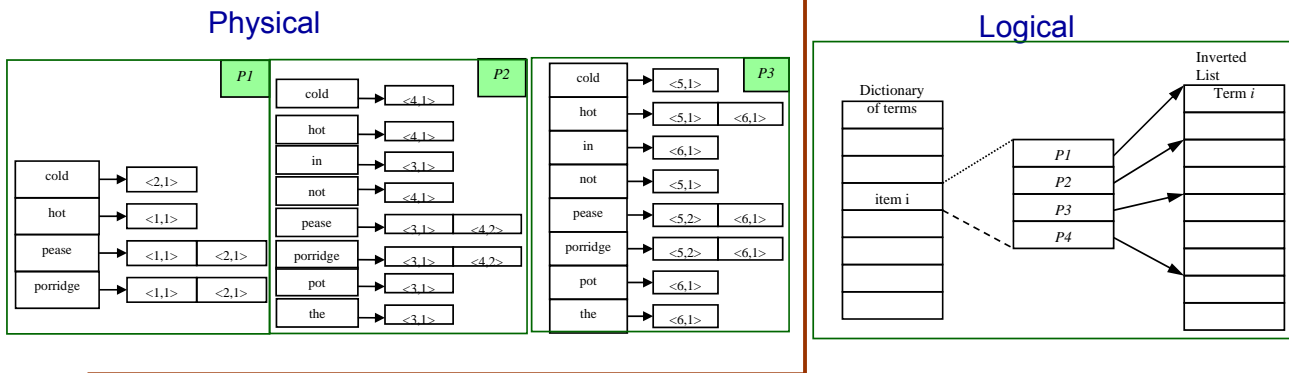 Physical
P1
cold <2,1>
hot <1,1>
pease <1,1> <2,1>
porridge <1,1> <2,1>
P2
cold <4,1>
hot <4,1>
in <3,1>
not <4,1>
pease <3,1> <4,2>
porridge <3,1> <4,2>
pot <3,1>
the <3,1>
P3
cold <5,1>
hot <5,1> <6,1>
in <6,1>
not <5,1>
pease <5,2> <6,1>
porridge <5,2> <6,1>
pot <6,1>
the <6,1>
Logical
Dictionary
of terms
item i
P1
P2
P3
P4
Inverted
List
Term i